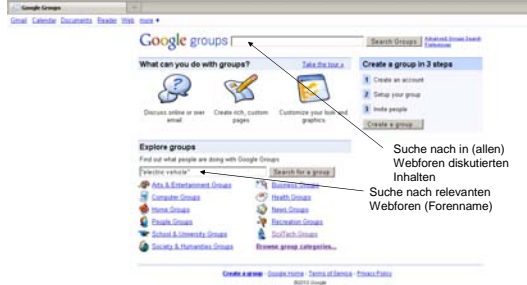 Google Groups
Gmail Calendar Documents Reader Web more ▼
Google groups Search Groups Advanced Groups Search
Preferences
What can you do with groups? Take the tour »
Discuss online or over email
Create rich, custom pages
Customize your look and graphics
Create a group in 3 steps
1 Create an account
2 Setup your group
3 Invite people
Create a group...
Explore groups
Find out what people are doing with Google Groups
"electric vehicle" Search for a group
Arts & Entertainment Groups Business Groups
Computer Groups Health Groups
Home Groups News Groups
People Groups Recreation Groups
School & University Groups SciTech Groups
Society & Humanities Groups Browse group categories...
Suche nach in (allen)
Webforen diskutierten
Inhalten
Suche nach relevanten
Webforen (Forenname)
Create a group - Google Home - Terms of Service - Privacy Policy
Google